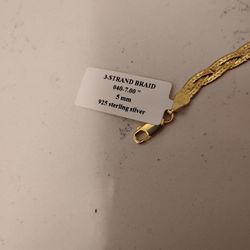 3-STRAND BRAID
040-7.00 "
5 mm
925 sterling silver